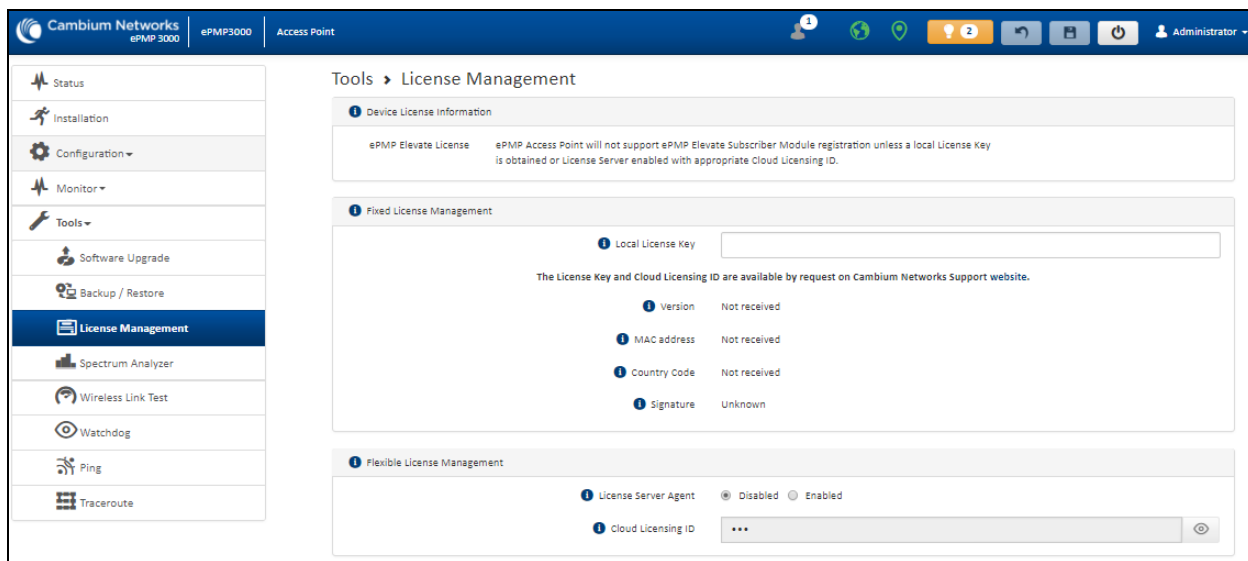 Cambium Networks
ePMP 3000
ePMP3000
Access Point
1
2
Administrator
Status
Installation
Configuration
Monitor
Tools
Software Upgrade
Backup / Restore
License Management
Spectrum Analyzer
Wireless Link Test
Watchdog
Ping
Traceroute
Tools > License Management
Device License Information
ePMP Elevate License
ePMP Access Point will not support ePMP Elevate Subscriber Module registration unless a local License Key
is obtained or License Server enabled with appropriate Cloud Licensing ID.
Fixed License Management
Local License Key
The License Key and Cloud Licensing ID are available by request on Cambium Networks Support website.
Version Not received
MAC address Not received
Country Code Not received
Signature Unknown
Flexible License Management
License Server Agent Disabled Enabled
Cloud Licensing ID •••